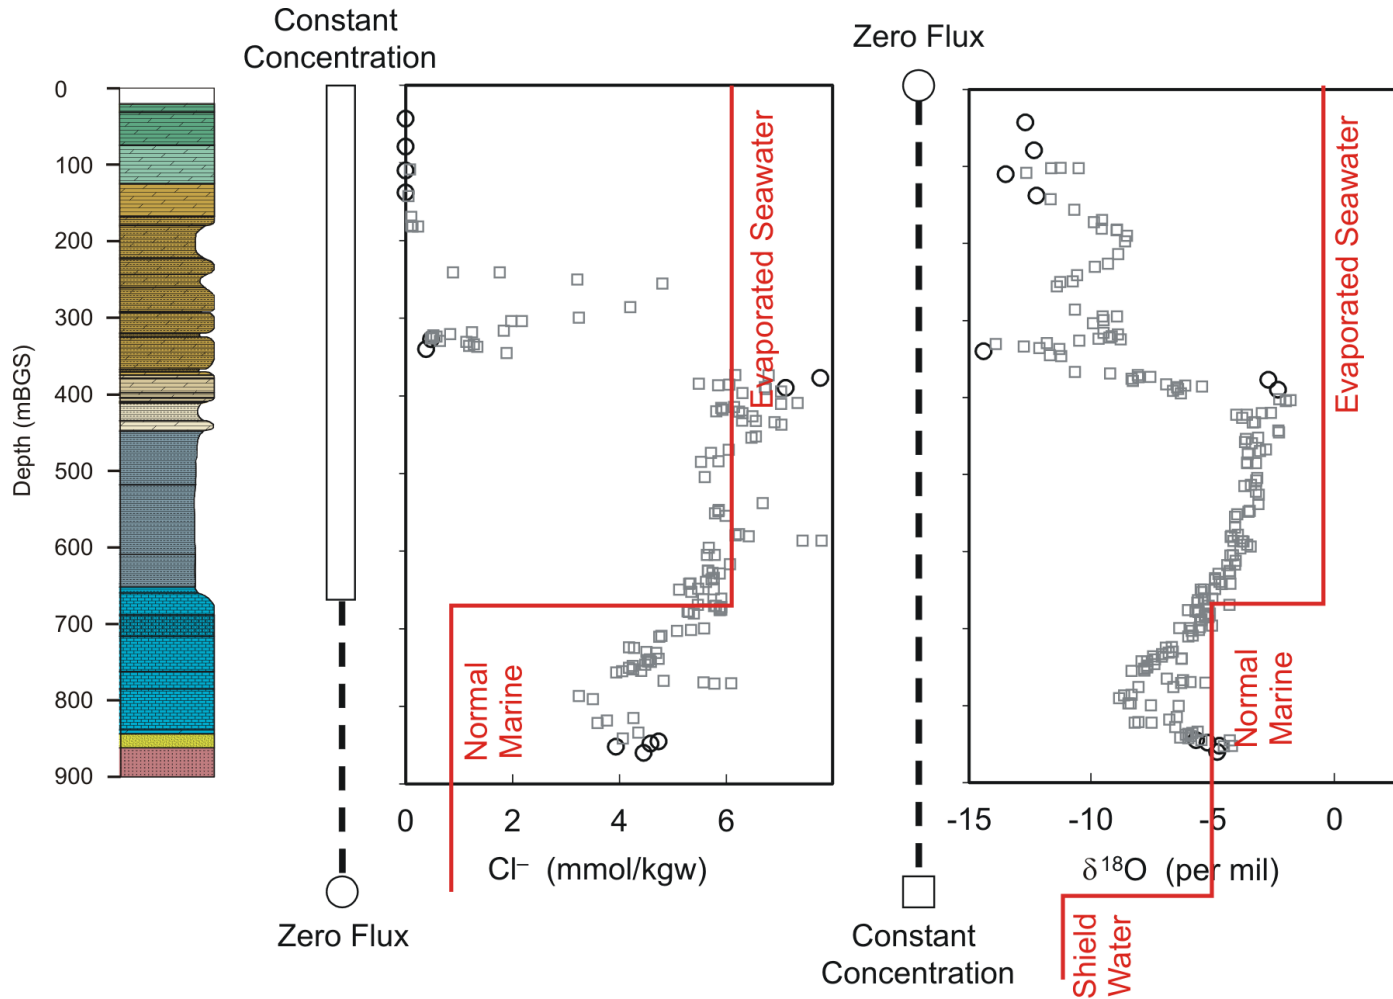 Constant
Concentration
Zero Flux
0
100
200
300
400
500
600
700
800
900
Depth (mBGS)
Evaporated Seawater
Normal
Marine
0
2
4
6
Cl⁻ (mmol/kgw)
Zero Flux
Evaporated Seawater
Normal
Marine
-15
-10
-5
0
δ¹⁸O (per mil)
Constant
Concentration
Shield
Water